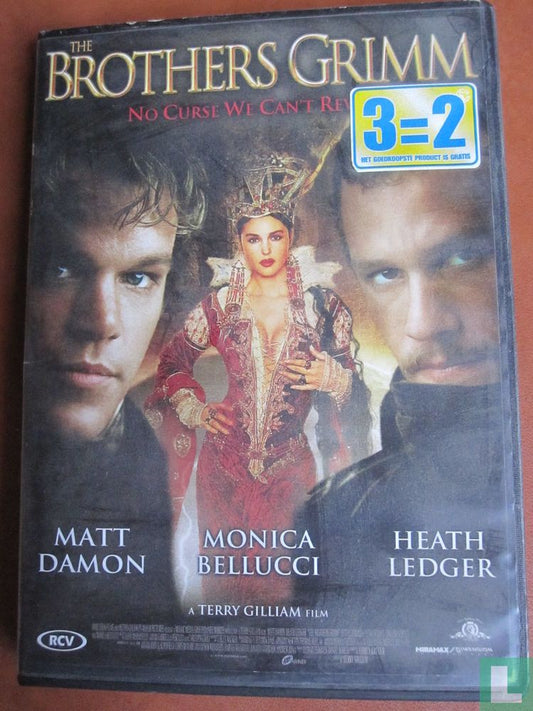 THE
BROTHERS GRIMM
NO CURSE WE CAN'T
3=2
HET GOEDKOOPSTE PRODUCT IS GRATIS
MATT MONICA HEATH
DAMON BELLUCCI LEDGER
A TERRY GILLIAM FILM
RCV
MIRAMAX
L